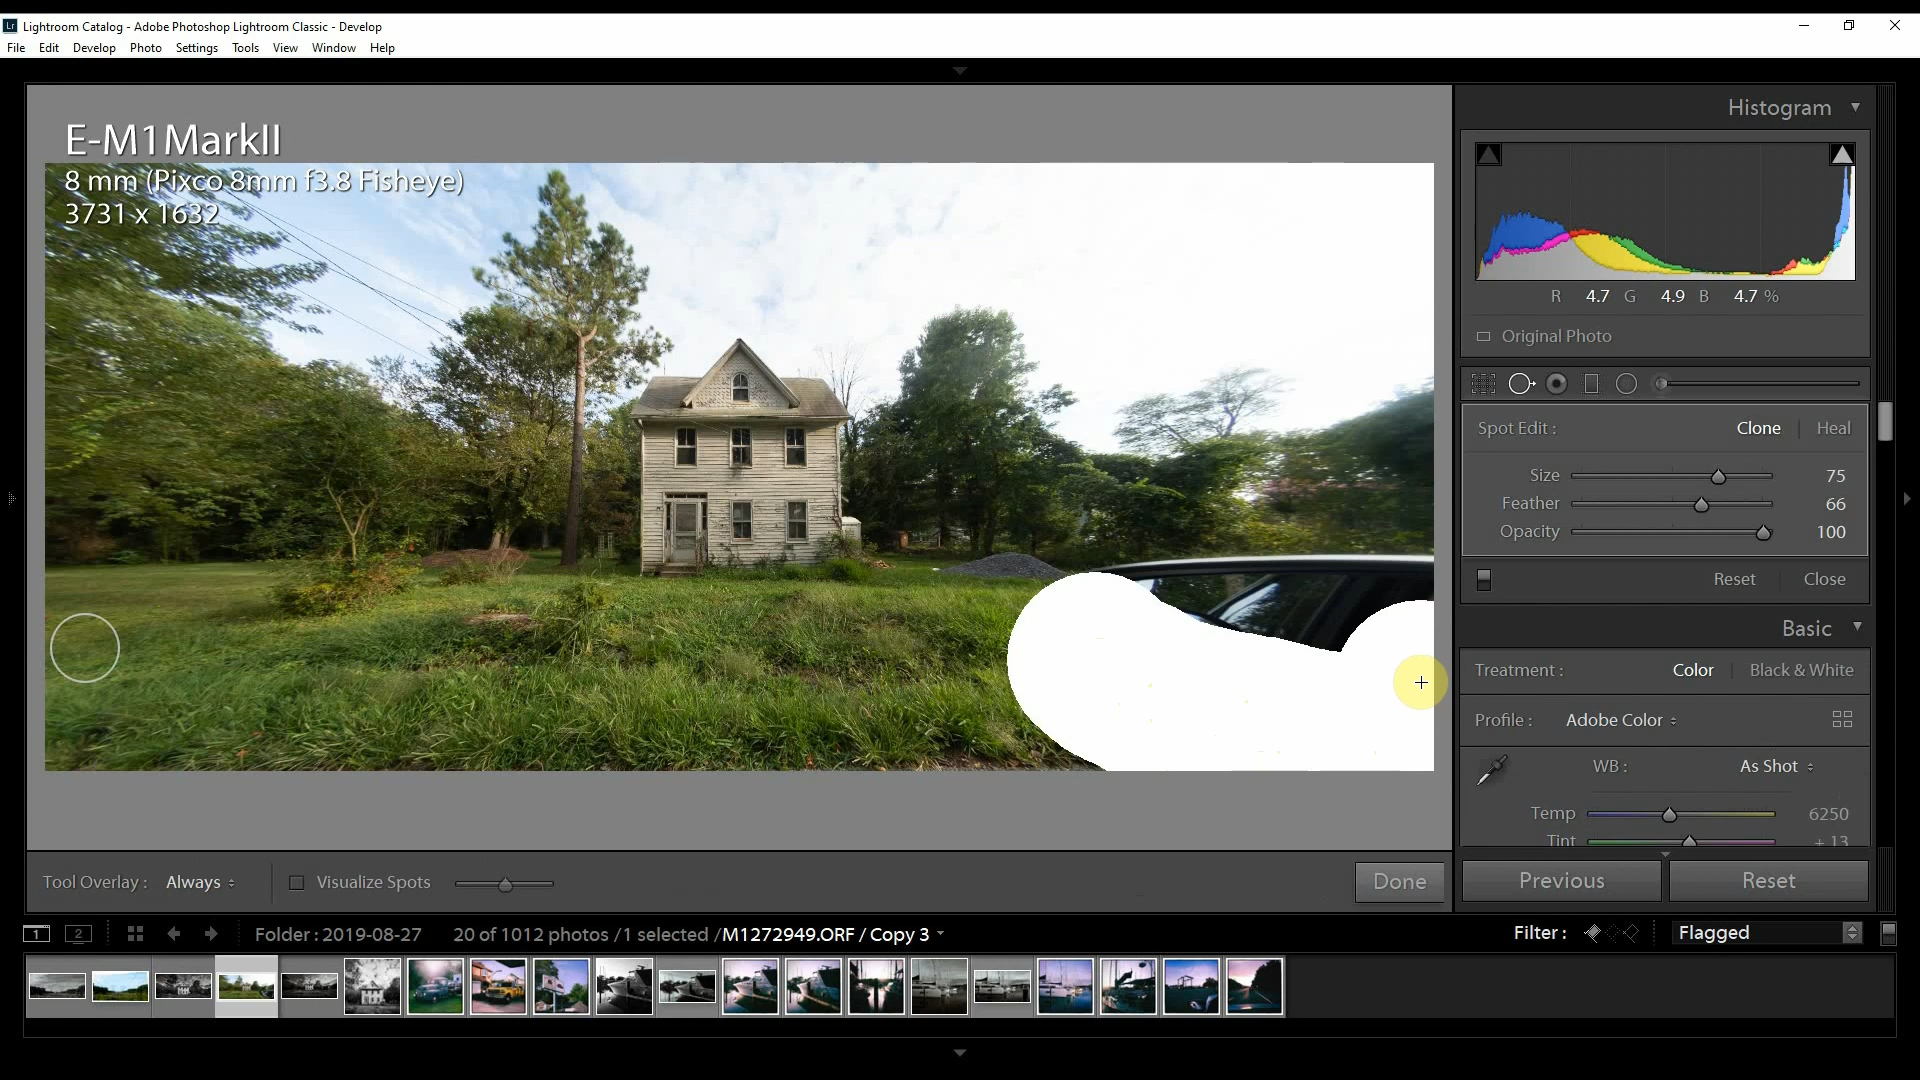 Lr Lightroom Catalog - Adobe Photoshop Lightroom Classic - Develop
File Edit Develop Photo Settings Tools View Window Help
E-M1MarkII
8 mm (Pixco 8mm f3.8 Fisheye)
3731 x 1632
Histogram
R 4.7 G 4.9 B 4.7 %
Original Photo
Spot Edit : Clone Heal
Size 75
Feather 66
Opacity 100
Reset Close
Basic
Treatment : Color Black & White
Profile : Adobe Color
WB : As Shot
Temp 6250
Tint + 13
Tool Overlay : Always Visualize Spots Done
Previous Reset
1 2 Folder : 2019-08-27 20 of 1012 photos /1 selected /M1272949.ORF / Copy 3 Filter : Flagged